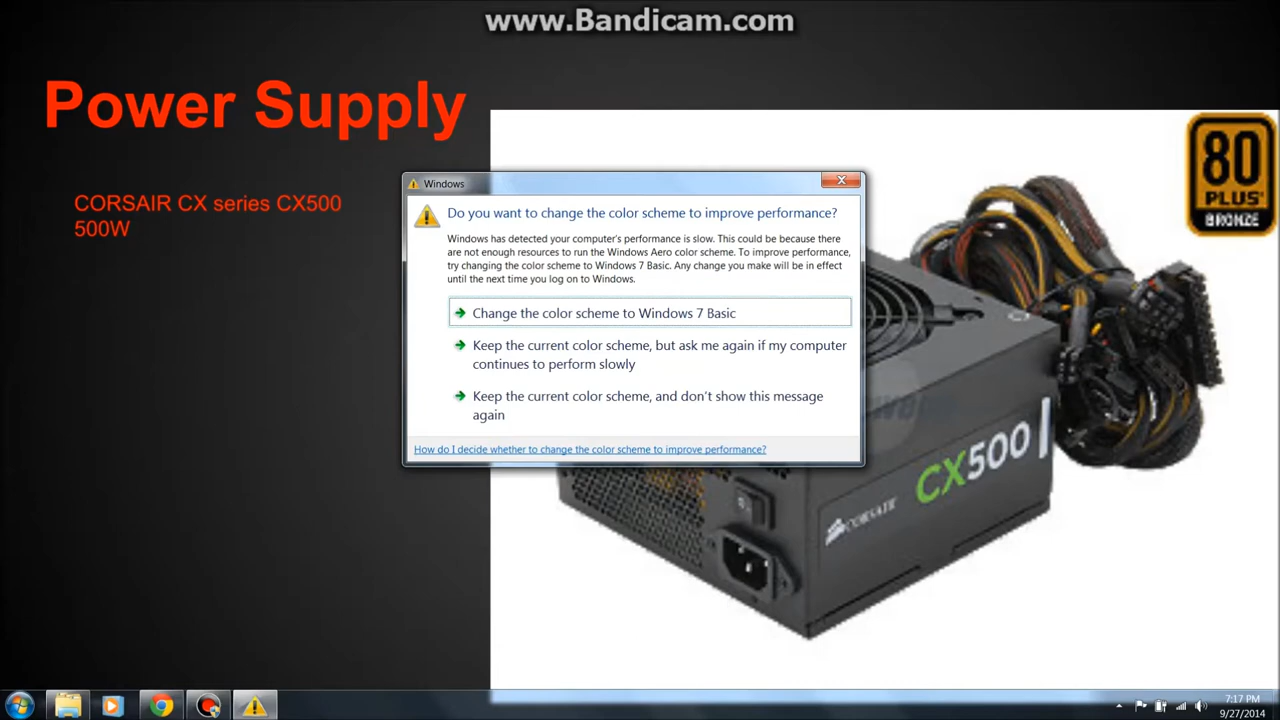 www.Bandicam.com
Power Supply
CORSAIR CX series CX500
500W
80
PLUS
BRONZE
Windows
Do you want to change the color scheme to improve performance?
Windows has detected your computer's performance is slow. This could be because there
are not enough resources to run the Windows Aero color scheme. To improve performance,
try changing the color scheme to Windows 7 Basic. Any change you make will be in effect
until the next time you log on to Windows.
Change the color scheme to Windows 7 Basic
Keep the current color scheme, but ask me again if my computer
continues to perform slowly
Keep the current color scheme, and don't show this message
again
How do I decide whether to change the color scheme to improve performance?
CX500
CORSAIR
7:17 PM
9/27/2014